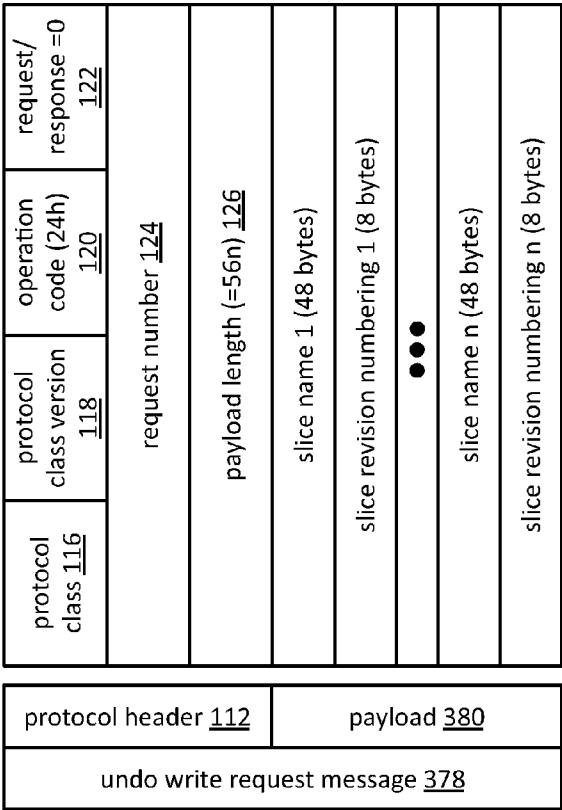 protocol
class 116
protocol
class version
118
operation
code (24h)
120
request/
response =0
122
request number 124
payload length (=56n) 126
slice name 1 (48 bytes)
slice revision numbering 1 (8 bytes)
●●●
slice name n (48 bytes)
slice revision numbering n (8 bytes)
protocol header 112
payload 380
undo write request message 378